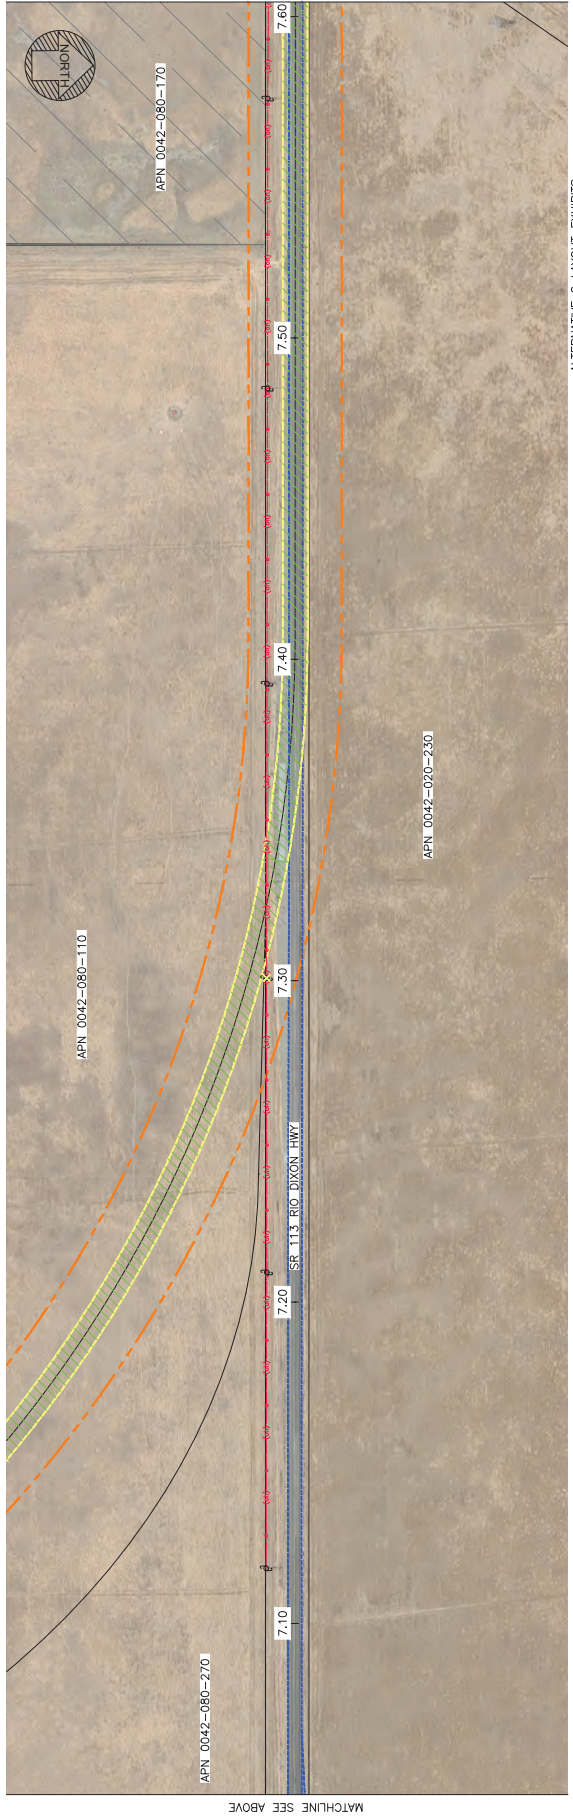 NORTH
APN 0042-080-170
7.60
7.50
7.40
APN 0042-020-230
APN 0042-080-110
7.30
SR 113 RIO DIXON HWY
7.20
7.10
APN 0042-080-270
MATCHLINE SEE ABOVE